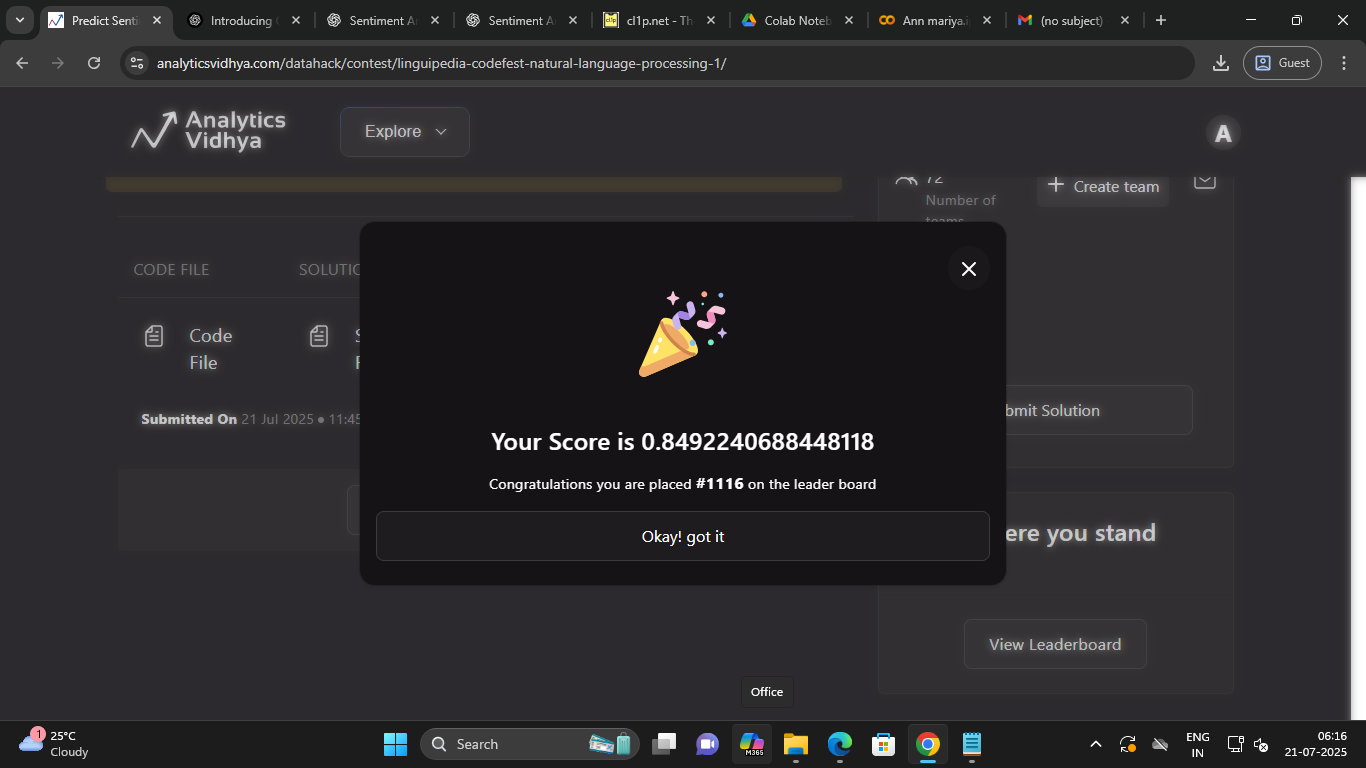 Predict Senti
Introducing
Sentiment A
Sentiment A
cl1p.net - Th
Colab Noteb
Ann mariya.i
(no subject)
analyticsvidhya.com/datahack/contest/linguipedia-codefest-natural-language-processing-1/
Guest
Analytics
Vidhya
Explore
A
72
Create team
Number of
teams
CODE FILE
SOLUTIO
Code
File
Submitted On 21 Jul 2025 • 11:45
Your Score is 0.8492240688448118
Congratulations you are placed #1116 on the leader board
Okay! got it
bmit Solution
ere you stand
View Leaderboard
Office
1
25°C
Cloudy
Search
M365
ENG
IN
06:16
21-07-2025